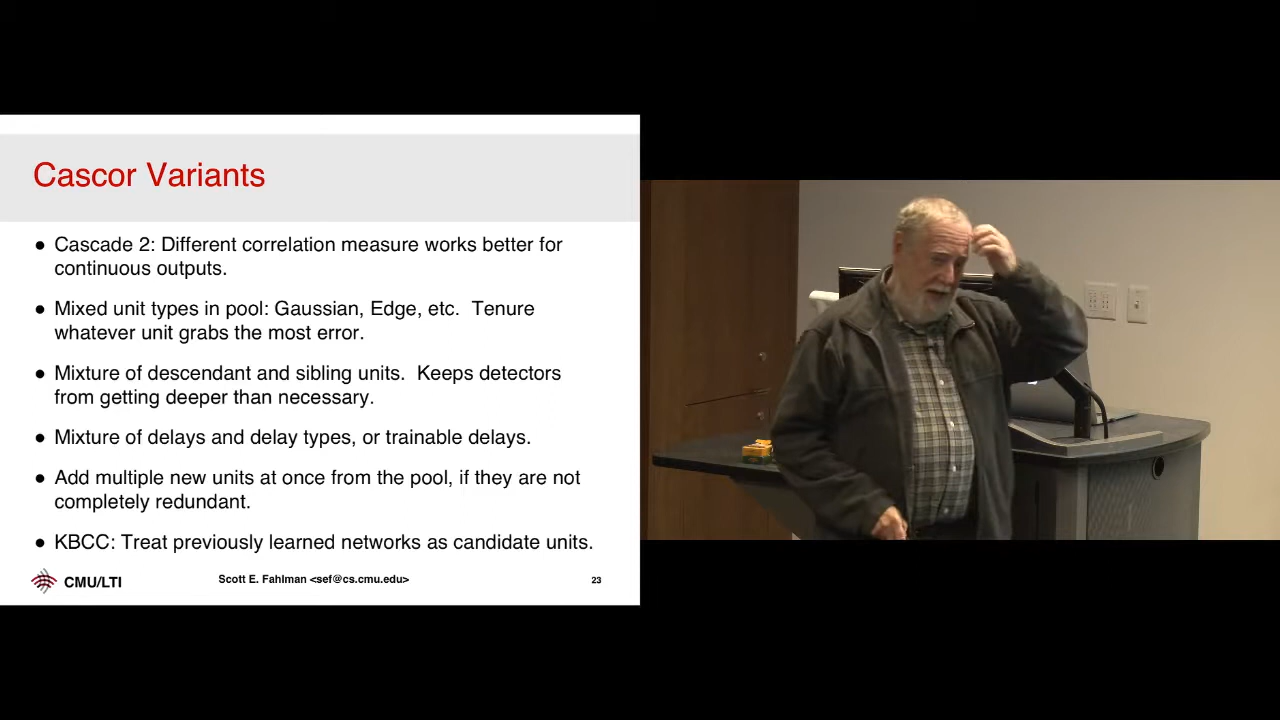 Cascor Variants
● Cascade 2: Different correlation measure works better for
continuous outputs.
● Mixed unit types in pool: Gaussian, Edge, etc.  Tenure
whatever unit grabs the most error.
● Mixture of descendant and sibling units.  Keeps detectors
from getting deeper than necessary.
● Mixture of delays and delay types, or trainable delays.
● Add multiple new units at once from the pool, if they are not
completely redundant.
● KBCC: Treat previously learned networks as candidate units.
CMU/LTI
Scott E. Fahlman <sef@cs.cmu.edu>
23